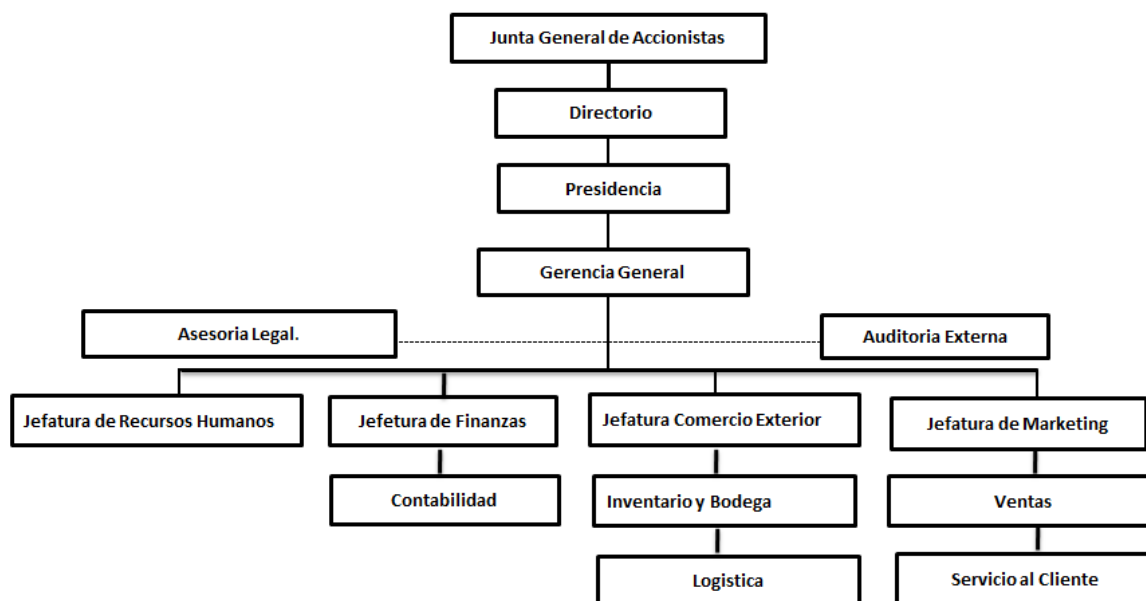 Junta General de Accionistas
Directorio
Presidencia
Gerencia General
Asesoria Legal.
Auditoria Externa
Jefatura de Recursos Humanos
Jefetura de Finanzas
Jefatura Comercio Exterior
Jefatura de Marketing
Contabilidad
Inventario y Bodega
Ventas
Logistica
Servicio al Cliente